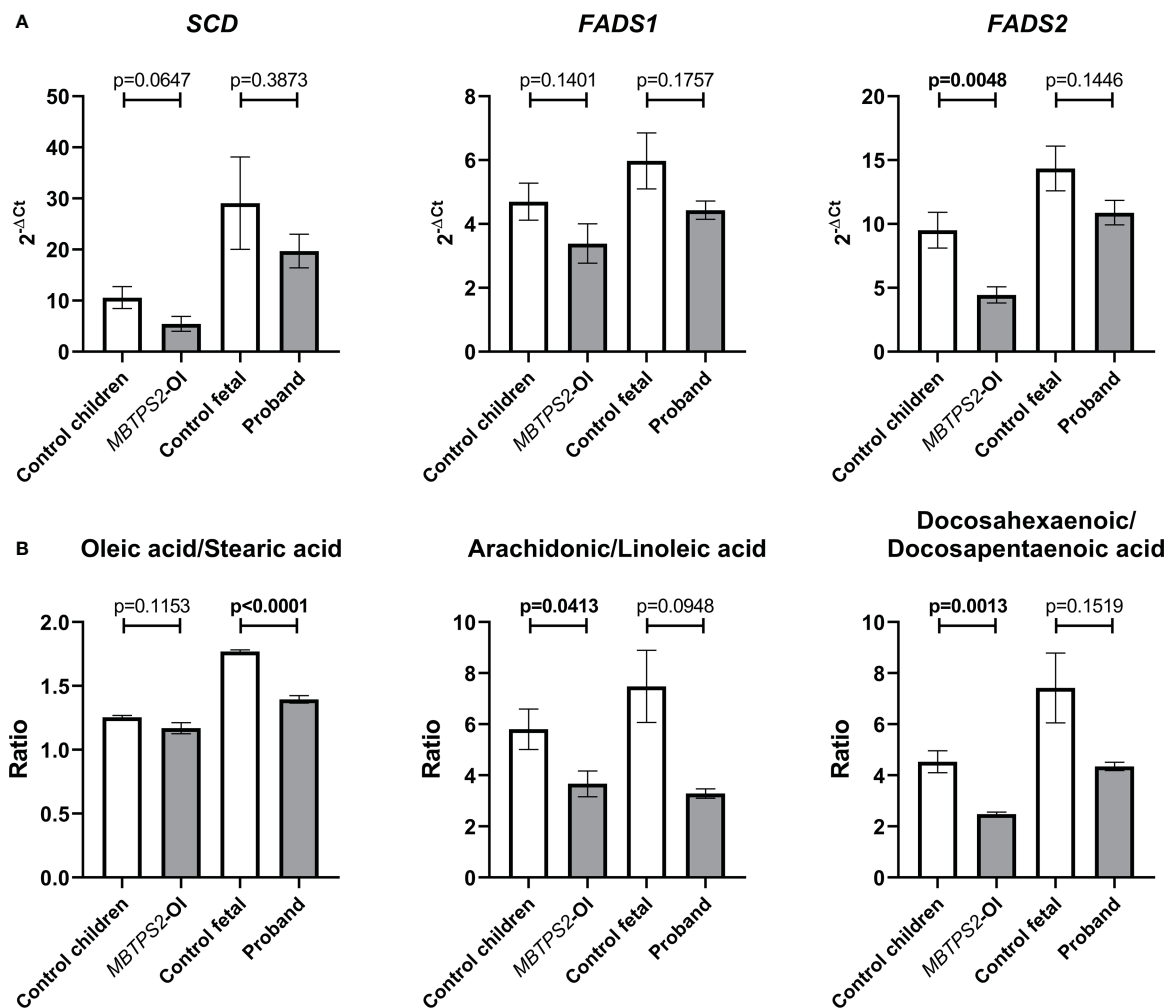 A
SCD
FADS1
FADS2
p=0.0647
p=0.3873
p=0.1401
p=0.1757
p=0.0048
p=0.1446
50
40
30
20
10
0
2-ΔCt
8
6
4
2
0
2-ΔCt
20
15
10
5
0
2-ΔCt
Control children
MBTPS2-OI
Control fetal
Proband
Control children
MBTPS2-OI
Control fetal
Proband
Control children
MBTPS2-OI
Control fetal
Proband
B
Oleic acid/Stearic acid
Arachidonic/Linoleic acid
Docosahexaenoic/
Docosapentaenoic acid
p=0.1153
p<0.0001
p=0.0413
p=0.0948
p=0.0013
p=0.1519
2.0
1.5
1.0
0.5
0.0
Ratio
10
8
6
4
2
0
Ratio
10
8
6
4
2
0
Ratio
Control children
MBTPS2-OI
Control fetal
Proband
Control children
MBTPS2-OI
Control fetal
Proband
Control children
MBTPS2-OI
Control fetal
Proband